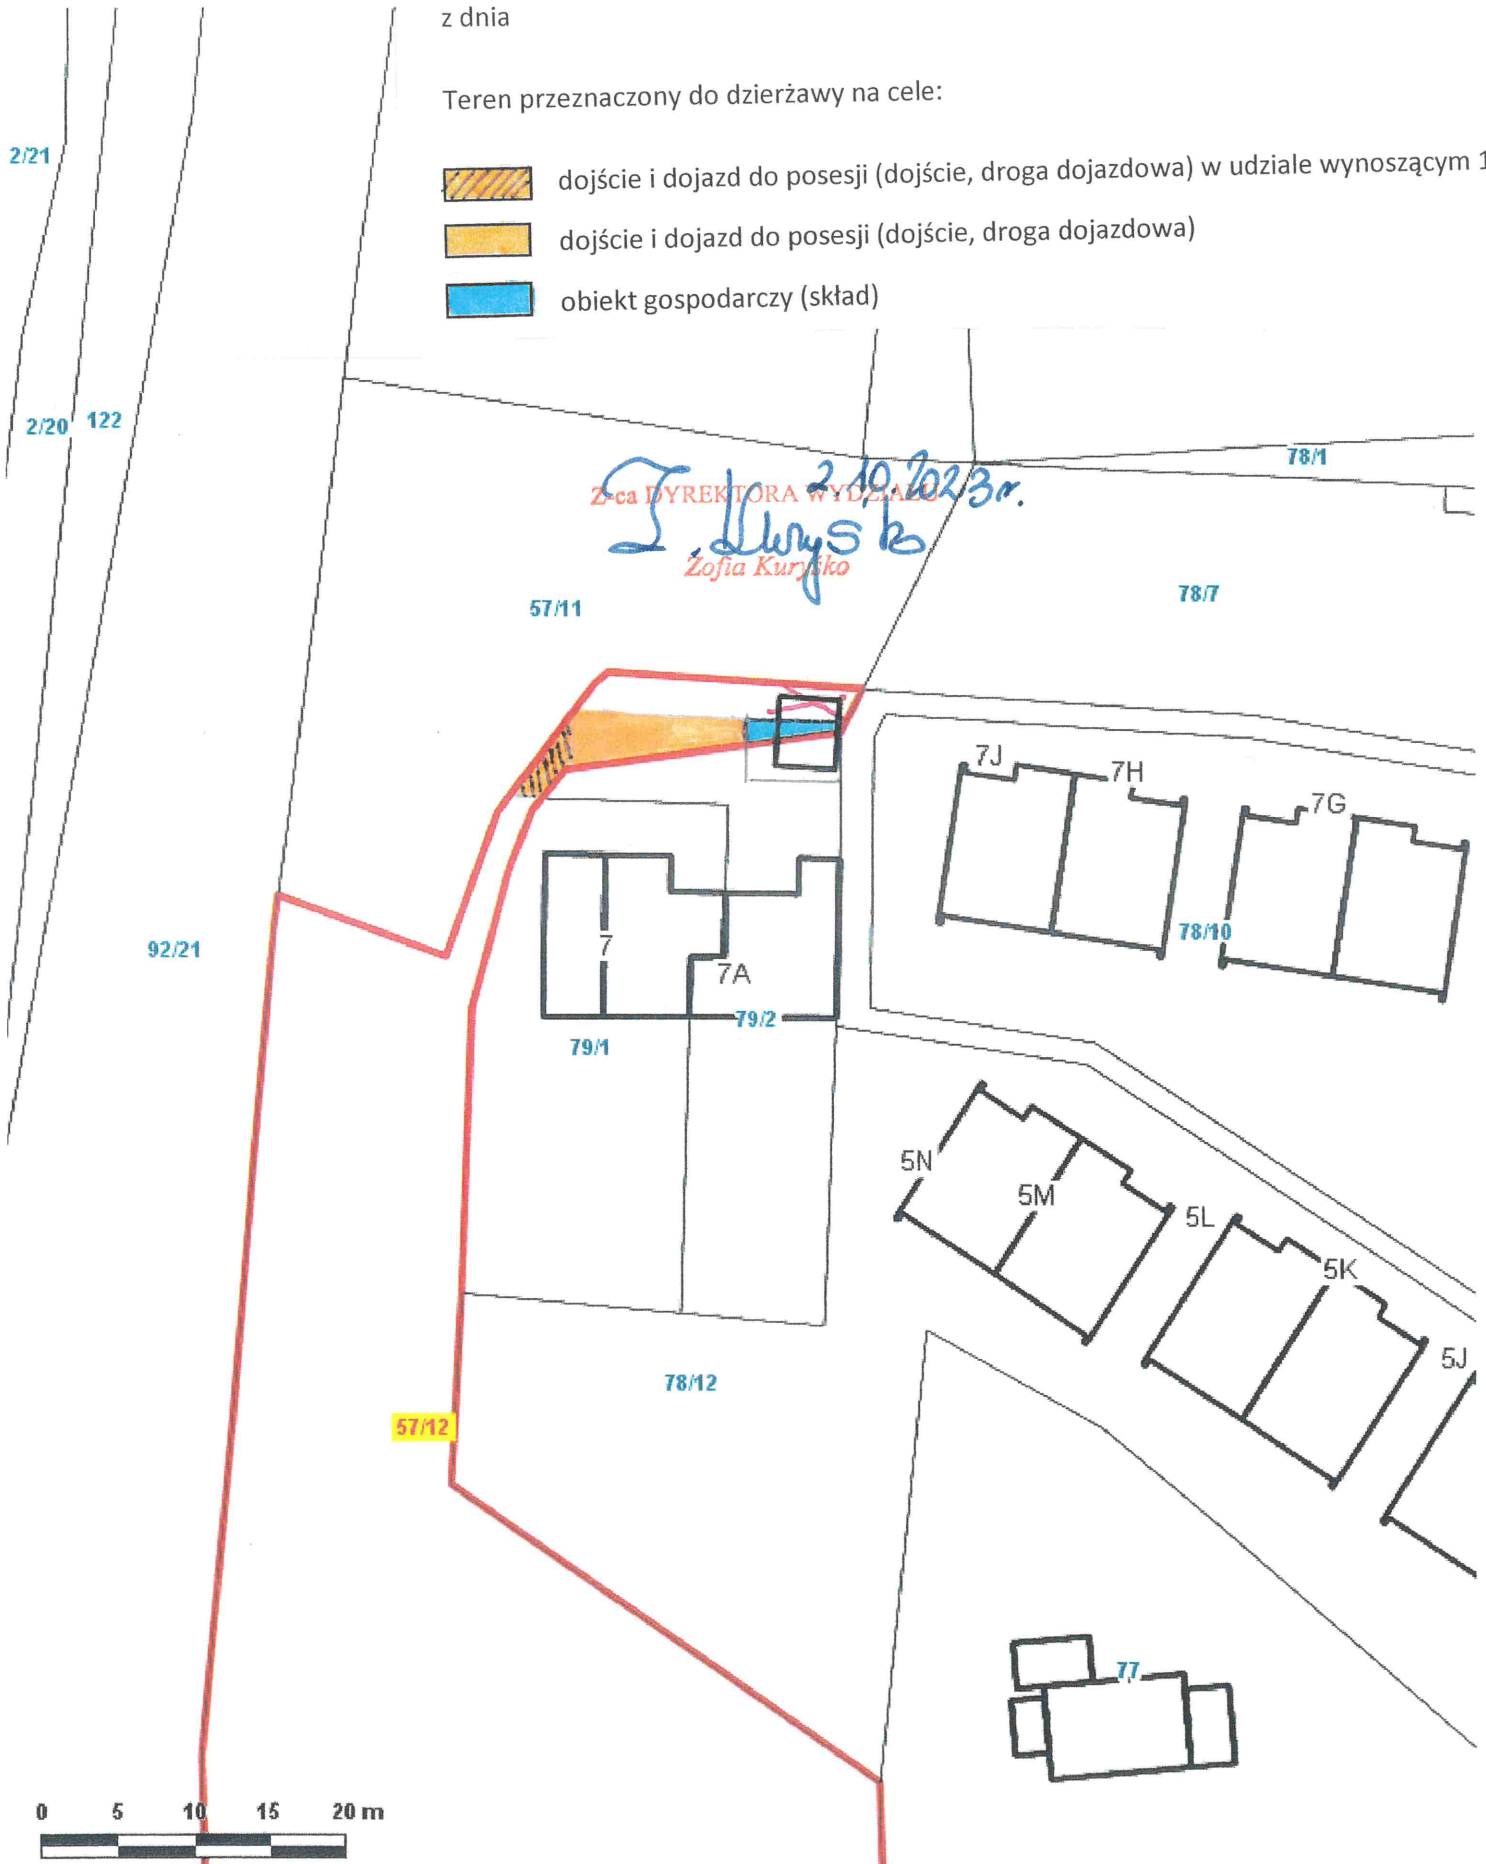 z dnia
Teren przeznaczony do dzierżawy na cele:
dojście i dojazd do posesji (dojście, droga dojazdowa) w udziale wynoszącym 1
dojście i dojazd do posesji (dojście, droga dojazdowa)
obiekt gospodarczy (skład)
2/21
2/20
122
78/1
2.10.2023r.
Z-ca DYREKTORA WYDZIAŁU
Zofia Kuryśko
57/11
78/7
7J
7H
7G
92/21
7
7A
78/10
79/2
79/1
5N
5M
5L
5K
5J
78/12
57/12
77
0 5 10 15 20 m